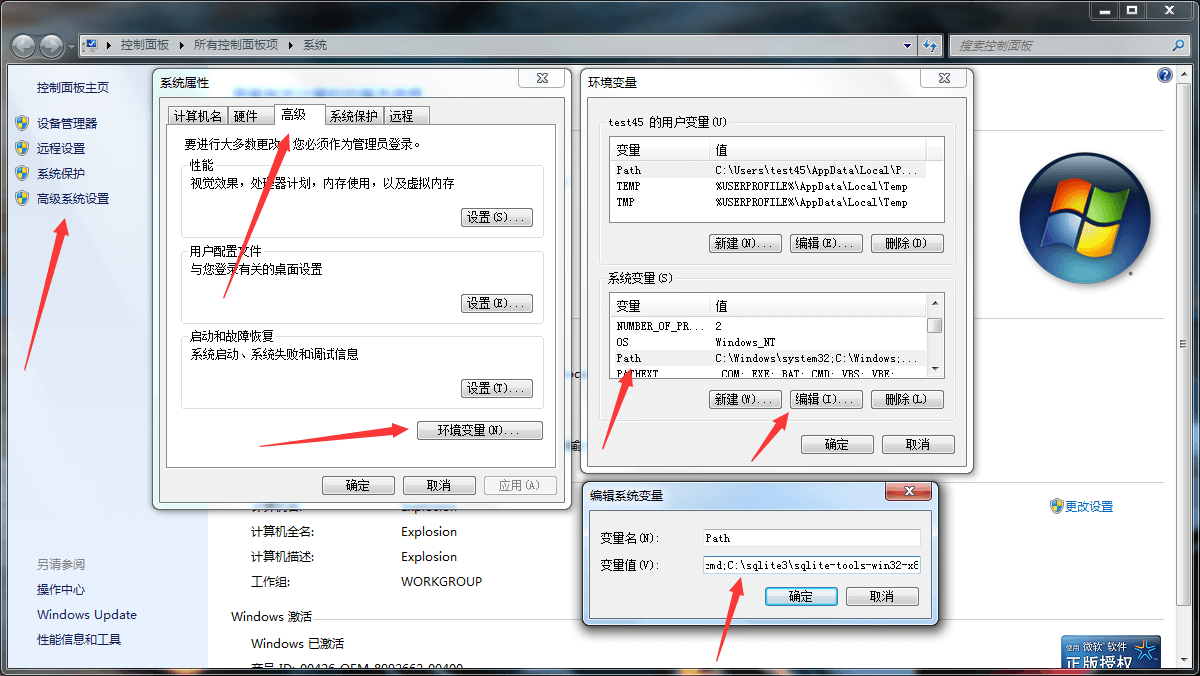 控制面板 ▸ 所有控制面板项 ▸ 系统
搜索控制面板
控制面板主页
设备管理器
远程设置
系统保护
高级系统设置
另请参阅
操作中心
Windows Update
性能信息和工具
系统属性
计算机名 硬件 高级 系统保护 远程
要进行大多数更改，您必须作为管理员登录。
性能
视觉效果，处理器计划，内存使用，以及虚拟内存
设置(S)...
用户配置文件
与您登录有关的桌面设置
设置(E)...
启动和故障恢复
系统启动、系统失败和调试信息
设置(T)...
环境变量(N)...
确定 取消 应用(A)
环境变量
test45 的用户变量(U)
变量 值
Path C:\Users\test45\AppData\Local\P...
TEMP %USERPROFILE%\AppData\Local\Temp
TMP %USERPROFILE%\AppData\Local\Temp
新建(N)... 编辑(E)... 删除(D)
系统变量(S)
变量 值
NUMBER_OF_PR... 2
OS Windows_NT
Path C:\Windows\system32;C:\Windows;...
PATHEXT .COM;.EXE;.BAT;.CMD;.VBS;.VBE;
新建(W)... 编辑(I)... 删除(L)
确定 取消
编辑系统变量
变量名(N): Path
变量值(V): cmd;C:\sqlite3\sqlite-tools-win32-x8
确定 取消
更改设置
计算机全名: Explosion
计算机描述: Explosion
工作组: WORKGROUP
Windows 激活
Windows 已激活
产品 ID: 00426-OEM-8992662-00400
使用 微软 软件
正版授权